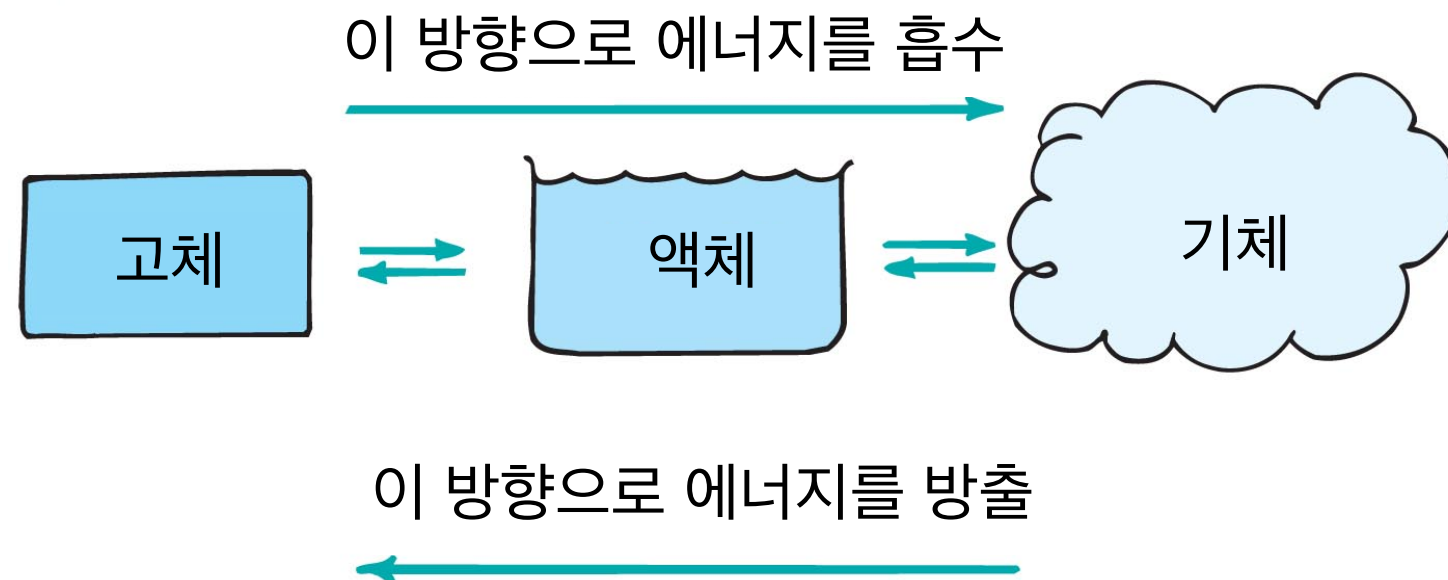 이 방향으로 에너지를 흡수
고체
액체
기체
이 방향으로 에너지를 방출